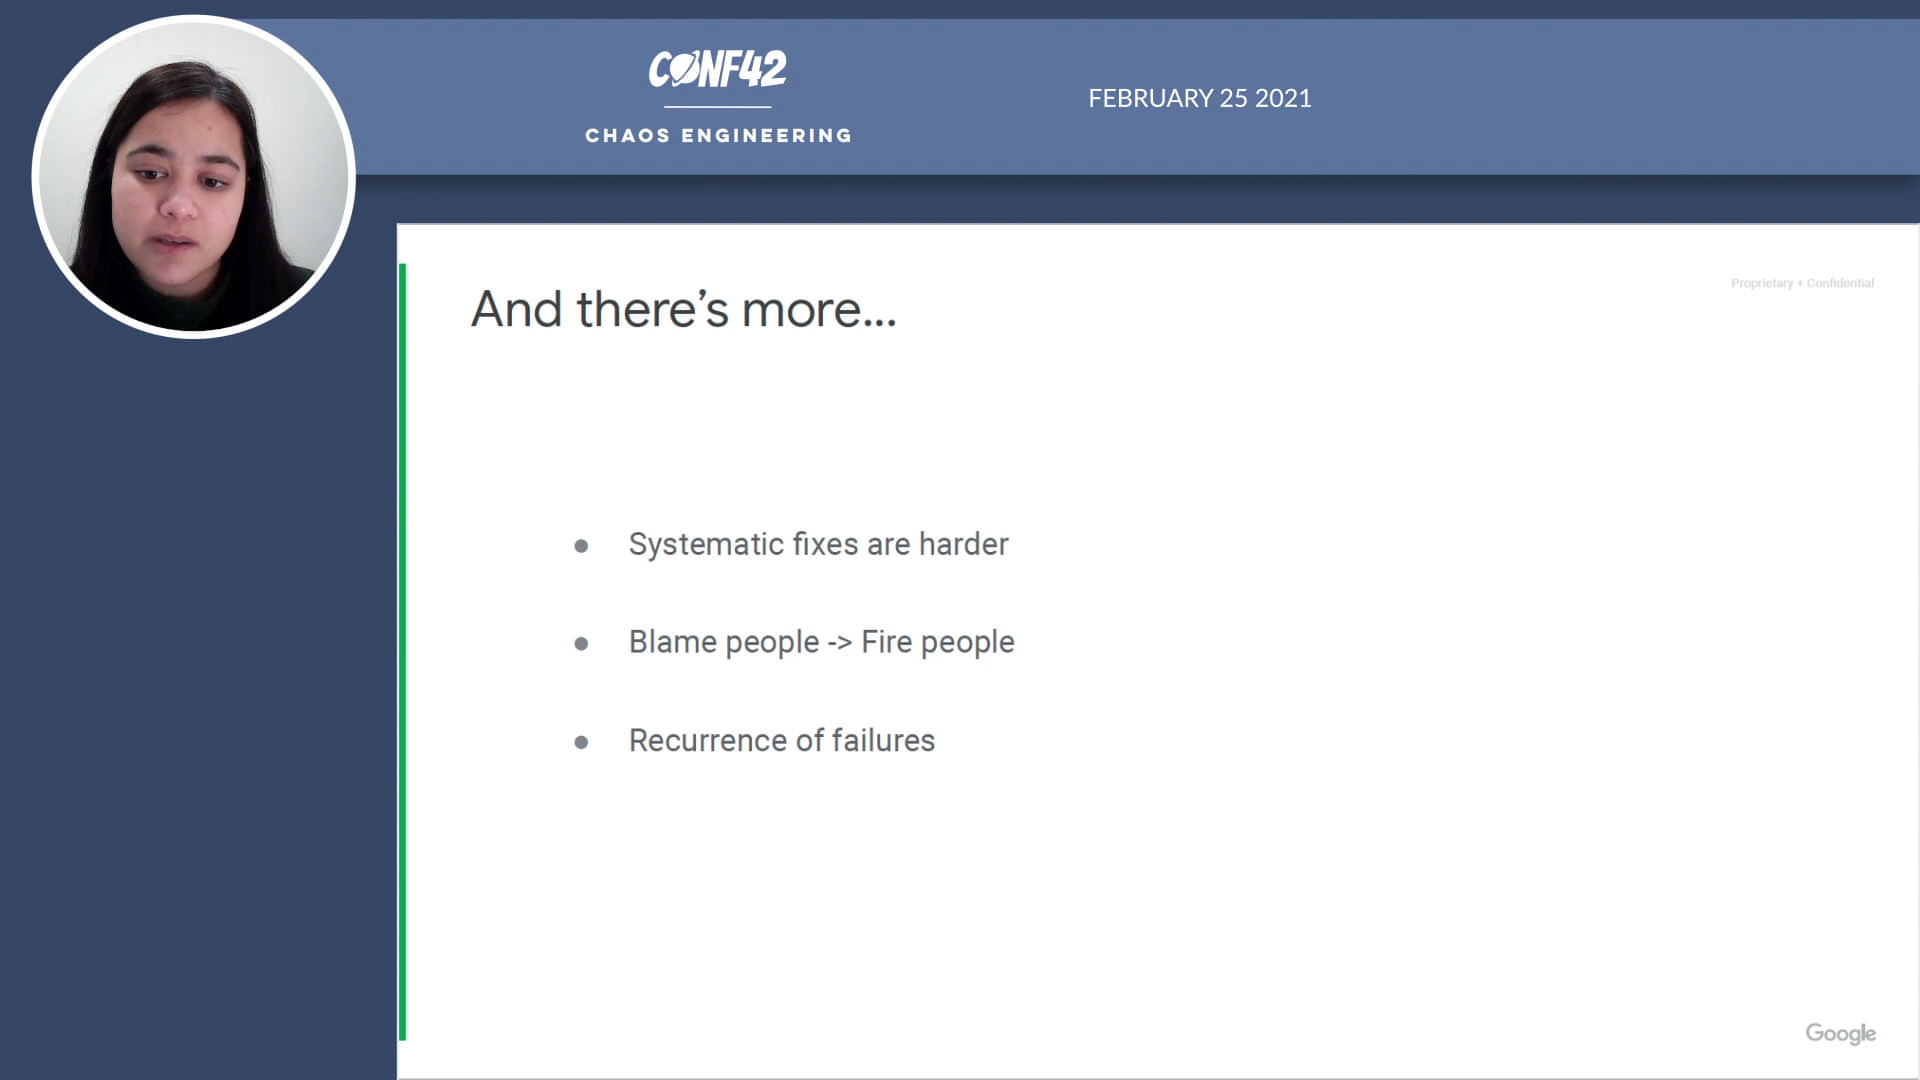 CONF42
CHAOS ENGINEERING
FEBRUARY 25 2021
Proprietary + Confidential
And there’s more...
● Systematic fixes are harder
● Blame people -> Fire people
● Recurrence of failures
Google